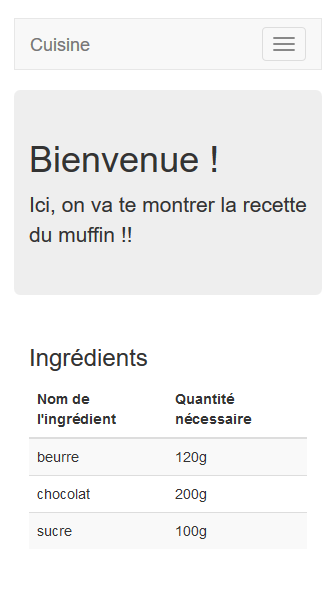 Cuisine
Bienvenue !
Ici, on va te montrer la recette
du muffin !!
Ingrédients
Nom de l'ingrédient Quantité nécessaire
beurre 120g
chocolat 200g
sucre 100g